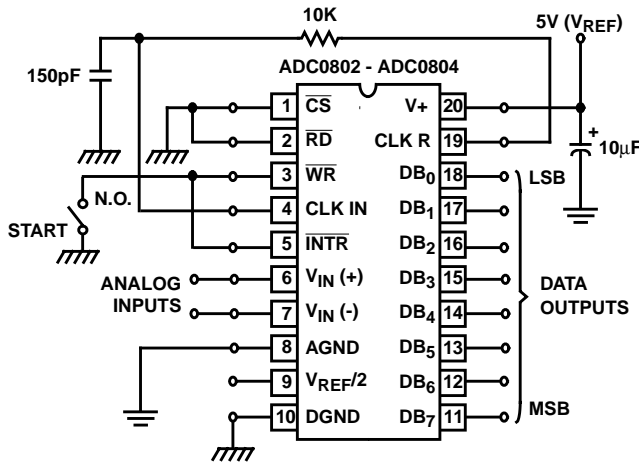 10K
5V (VREF)
150pF
ADC0802 - ADC0804
1 CS V+ 20
2 RD CLK R 19
+
10µF
3 WR DB0 18 LSB
N.O.
4 CLK IN DB1 17
START
5 INTR DB2 16
ANALOG
INPUTS
6 VIN (+) DB3 15
7 VIN (-) DB4 14
DATA
OUTPUTS
8 AGND DB5 13
9 VREF/2 DB6 12
10 DGND DB7 11 MSB